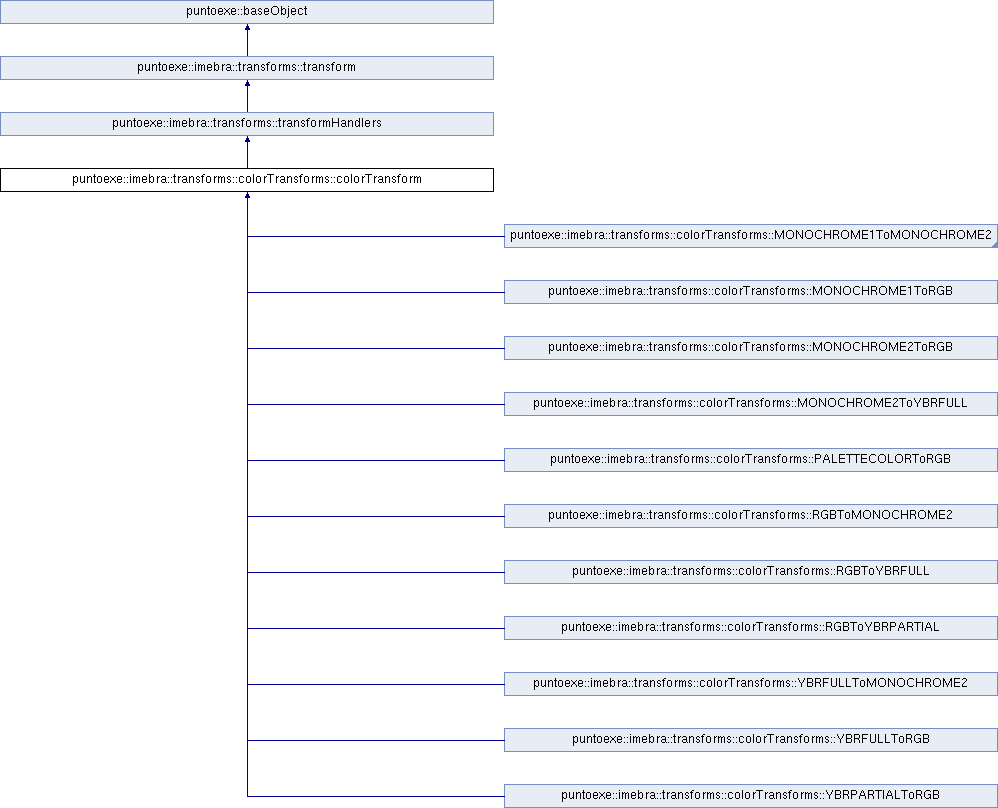 puntoexe::baseObject
puntoexe::imebra::transforms::transform
puntoexe::imebra::transforms::transformHandlers
puntoexe::imebra::transforms::colorTransforms::colorTransform
puntoexe::imebra::transforms::colorTransforms::MONOCHROME1ToMONOCHROME2
puntoexe::imebra::transforms::colorTransforms::MONOCHROME1ToRGB
puntoexe::imebra::transforms::colorTransforms::MONOCHROME2ToRGB
puntoexe::imebra::transforms::colorTransforms::MONOCHROME2ToYBRFULL
puntoexe::imebra::transforms::colorTransforms::PALETTECOLORToRGB
puntoexe::imebra::transforms::colorTransforms::RGBToMONOCHROME2
puntoexe::imebra::transforms::colorTransforms::RGBToYBRFULL
puntoexe::imebra::transforms::colorTransforms::RGBToYBRPARTIAL
puntoexe::imebra::transforms::colorTransforms::YBRFULLToMONOCHROME2
puntoexe::imebra::transforms::colorTransforms::YBRFULLToRGB
puntoexe::imebra::transforms::colorTransforms::YBRPARTIALToRGB